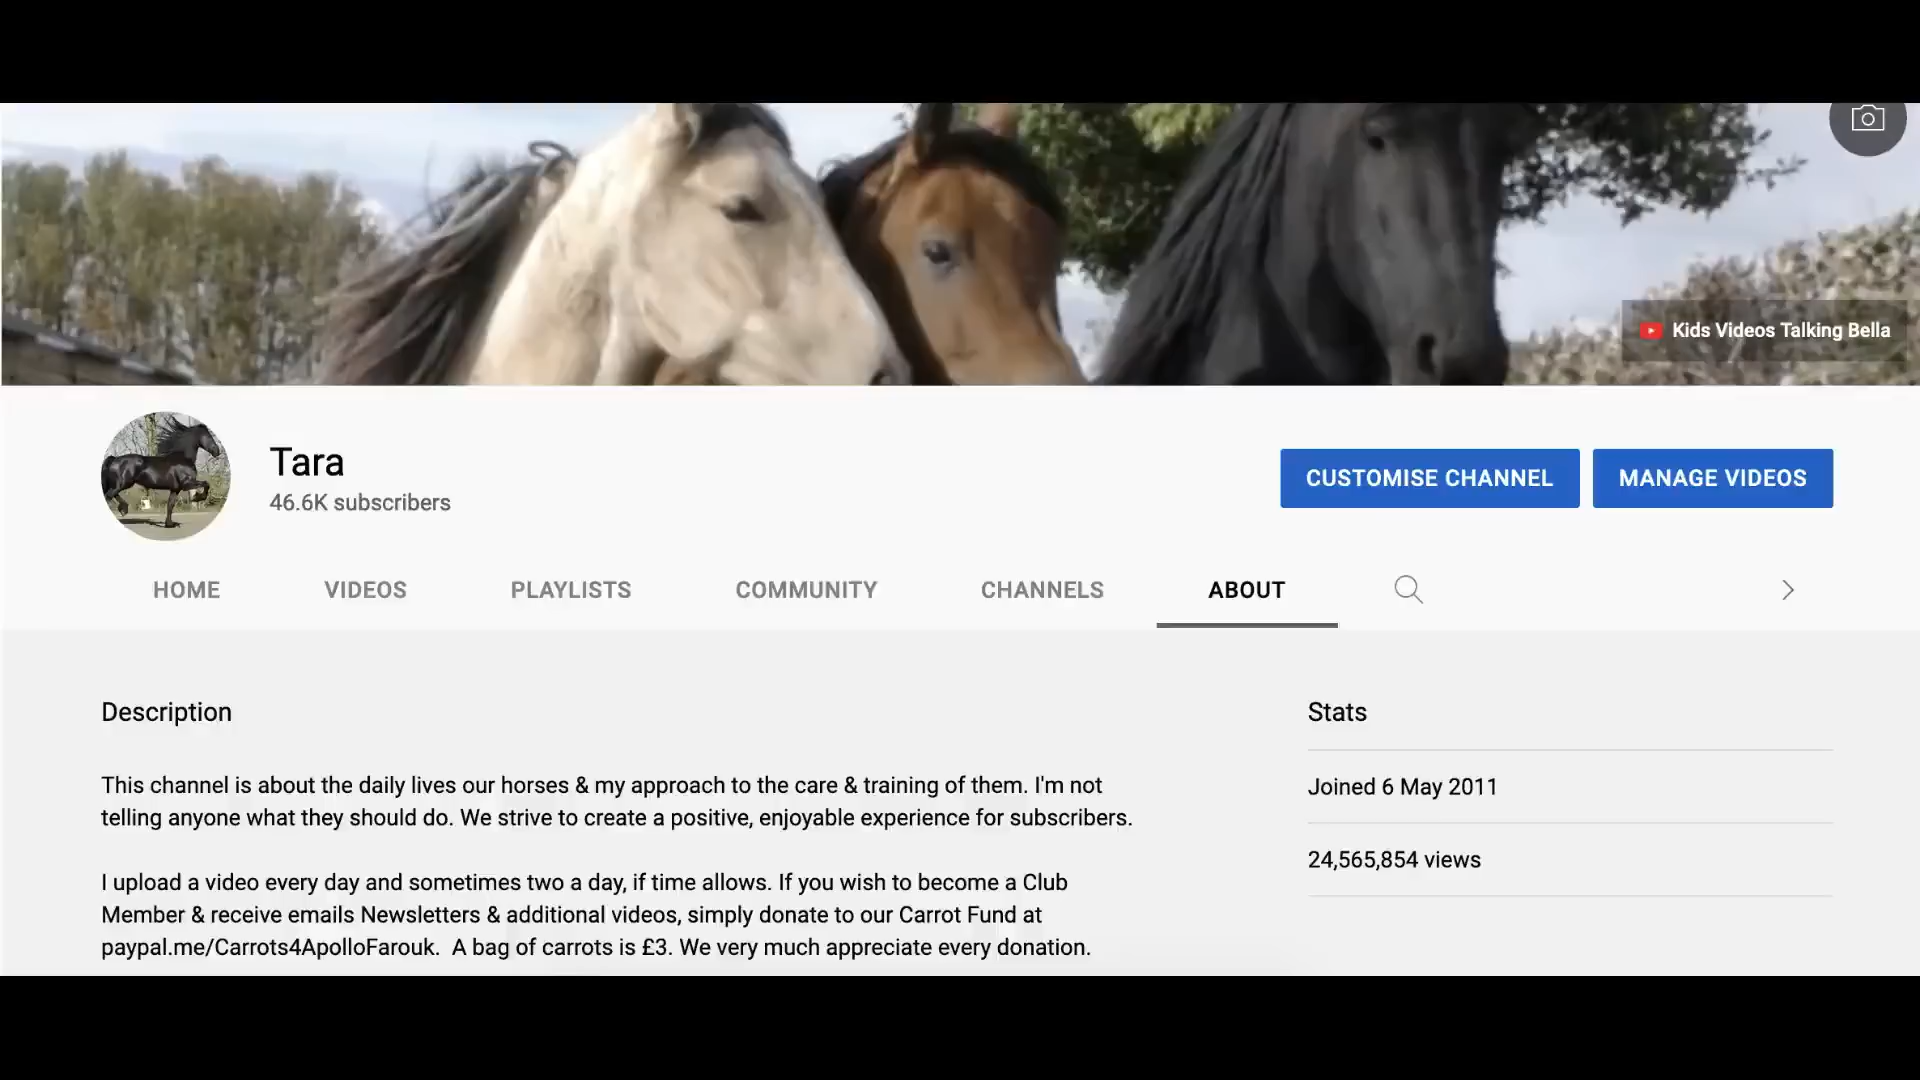 Kids Videos Talking Bella
Tara
46.6K subscribers
CUSTOMISE CHANNEL
MANAGE VIDEOS
HOME
VIDEOS
PLAYLISTS
COMMUNITY
CHANNELS
ABOUT
Description
This channel is about the daily lives our horses & my approach to the care & training of them. I'm not
telling anyone what they should do. We strive to create a positive, enjoyable experience for subscribers.
I upload a video every day and sometimes two a day, if time allows. If you wish to become a Club
Member & receive emails Newsletters & additional videos, simply donate to our Carrot Fund at
paypal.me/Carrots4ApolloFarouk.  A bag of carrots is £3. We very much appreciate every donation.
Stats
Joined 6 May 2011
24,565,854 views